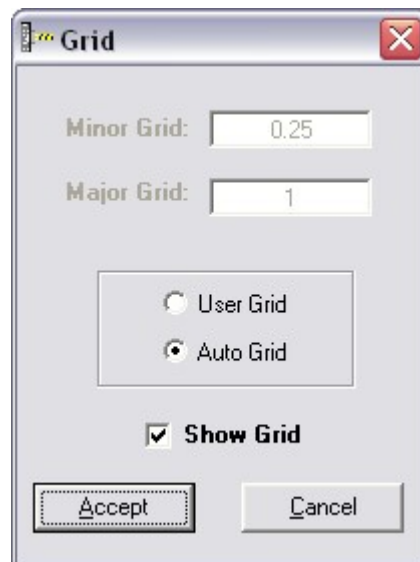 Grid
Minor Grid: 0.25
Major Grid: 1
User Grid
Auto Grid
Show Grid
Accept Cancel